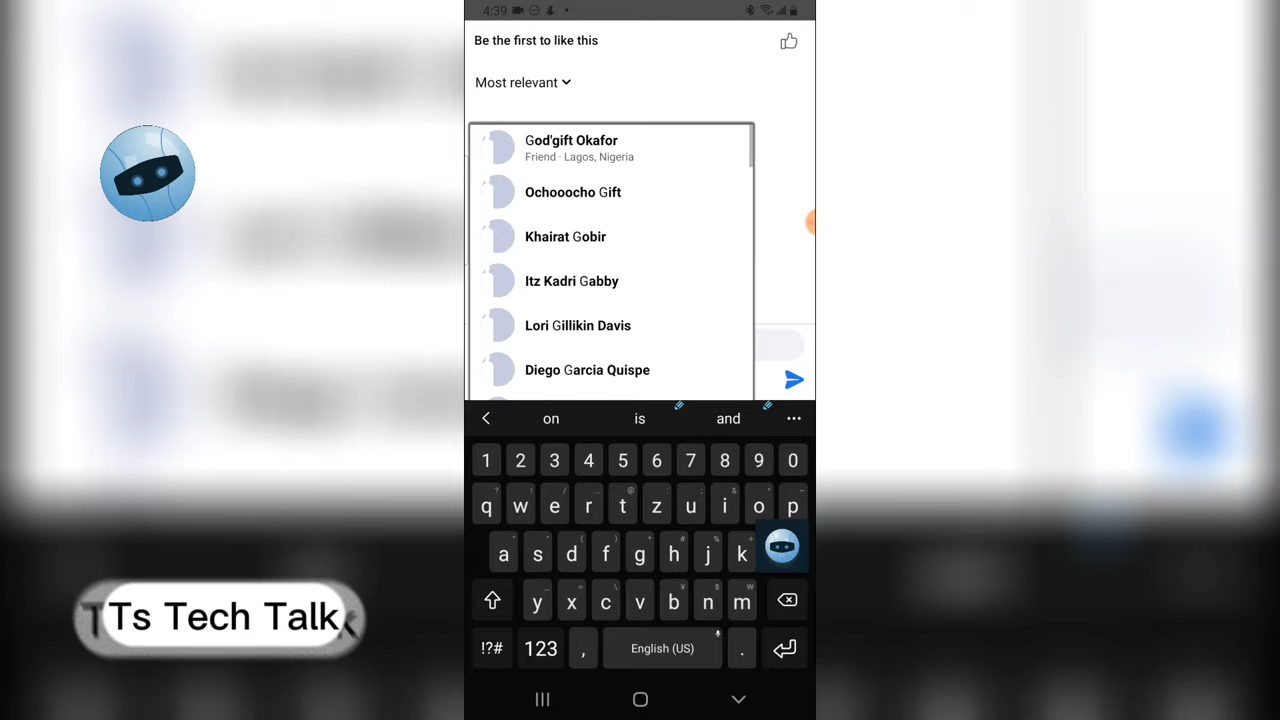 4:39
Be the first to like this
Most relevant
God'gift Okafor
Friend · Lagos, Nigeria
Ochooocho Gift
Khairat Gobir
Itz Kadri Gabby
Lori Gillikin Davis
Diego Garcia Quispe
on is and ...
1 2 3 4 5 6 7 8 9 0
q w e r t z u i o p
a s d f g h j k
y x c v b n m
!?# 123 , English (US) .
Ts Tech Talk